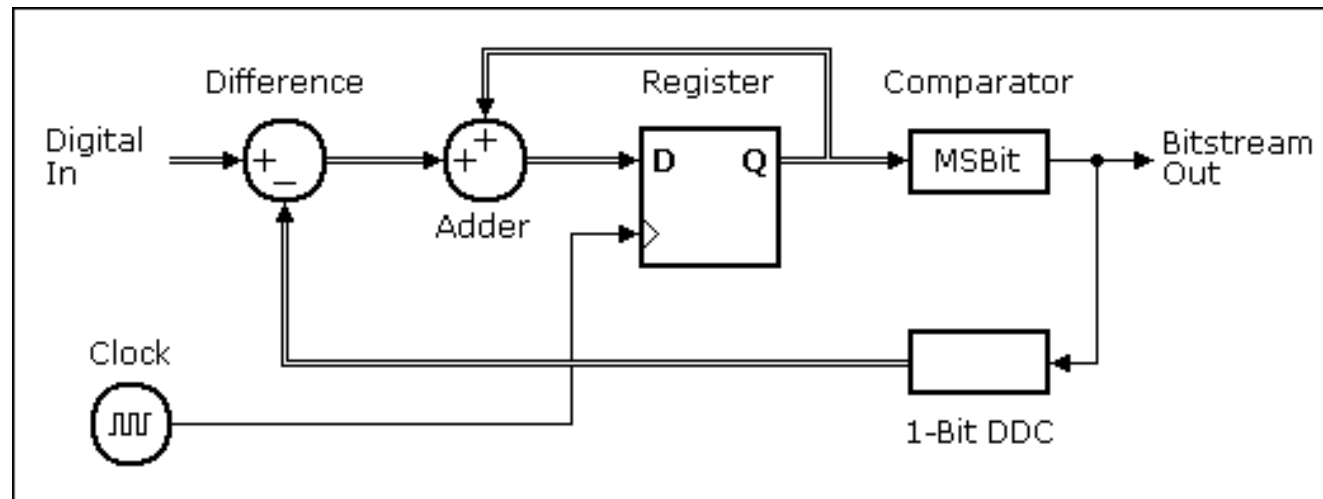 Difference
Register
Comparator
Digital
In
+
−
+
+
D
Q
MSBit
Bitstream
Out
Adder
Clock
1-Bit DDC